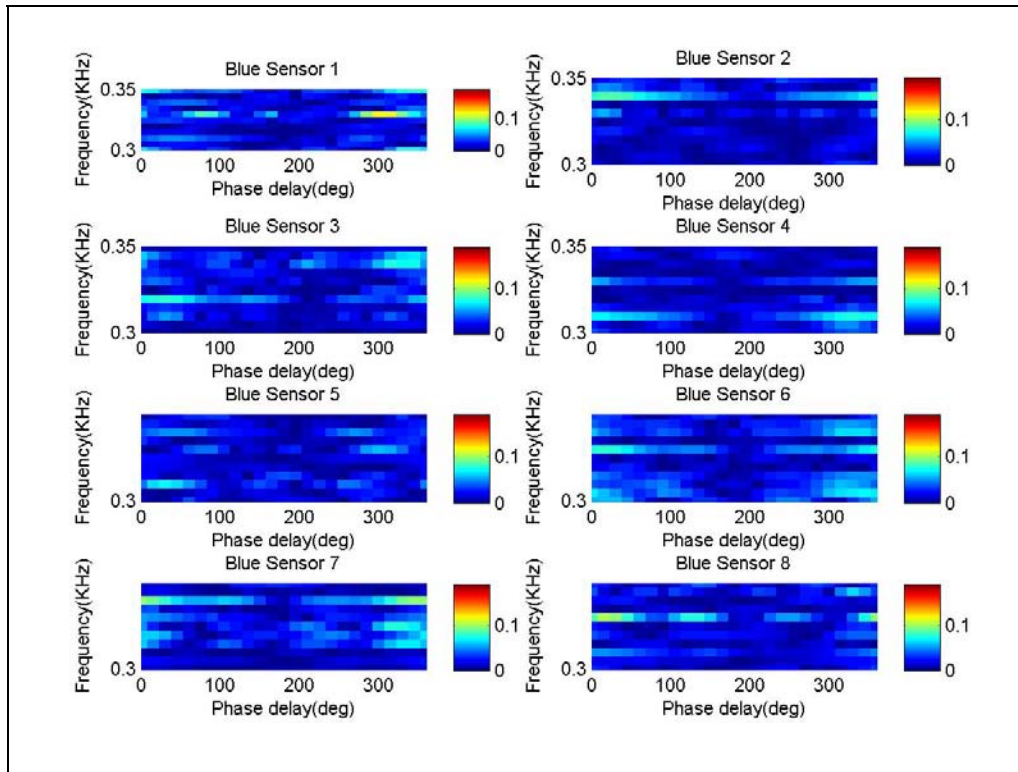 Blue Sensor 1
Frequency(KHz)
0.35
0.3
0 100 200 300
Phase delay(deg)
0.1
0
Blue Sensor 2
Frequency(KHz)
0.35
0.3
0 100 200 300
Phase delay(deg)
0.1
0
Blue Sensor 3
Frequency(KHz)
0.35
0.3
0 100 200 300
Phase delay(deg)
0.1
0
Blue Sensor 4
Frequency(KHz)
0.35
0.3
0 100 200 300
Phase delay(deg)
0.1
0
Blue Sensor 5
Frequency(KHz)
0.3
0 100 200 300
Phase delay(deg)
0.1
0
Blue Sensor 6
Frequency(KHz)
0.3
0 100 200 300
Phase delay(deg)
0.1
0
Blue Sensor 7
Frequency(KHz)
0.3
0 100 200 300
Phase delay(deg)
0.1
0
Blue Sensor 8
Frequency(KHz)
0.3
0 100 200 300
Phase delay(deg)
0.1
0